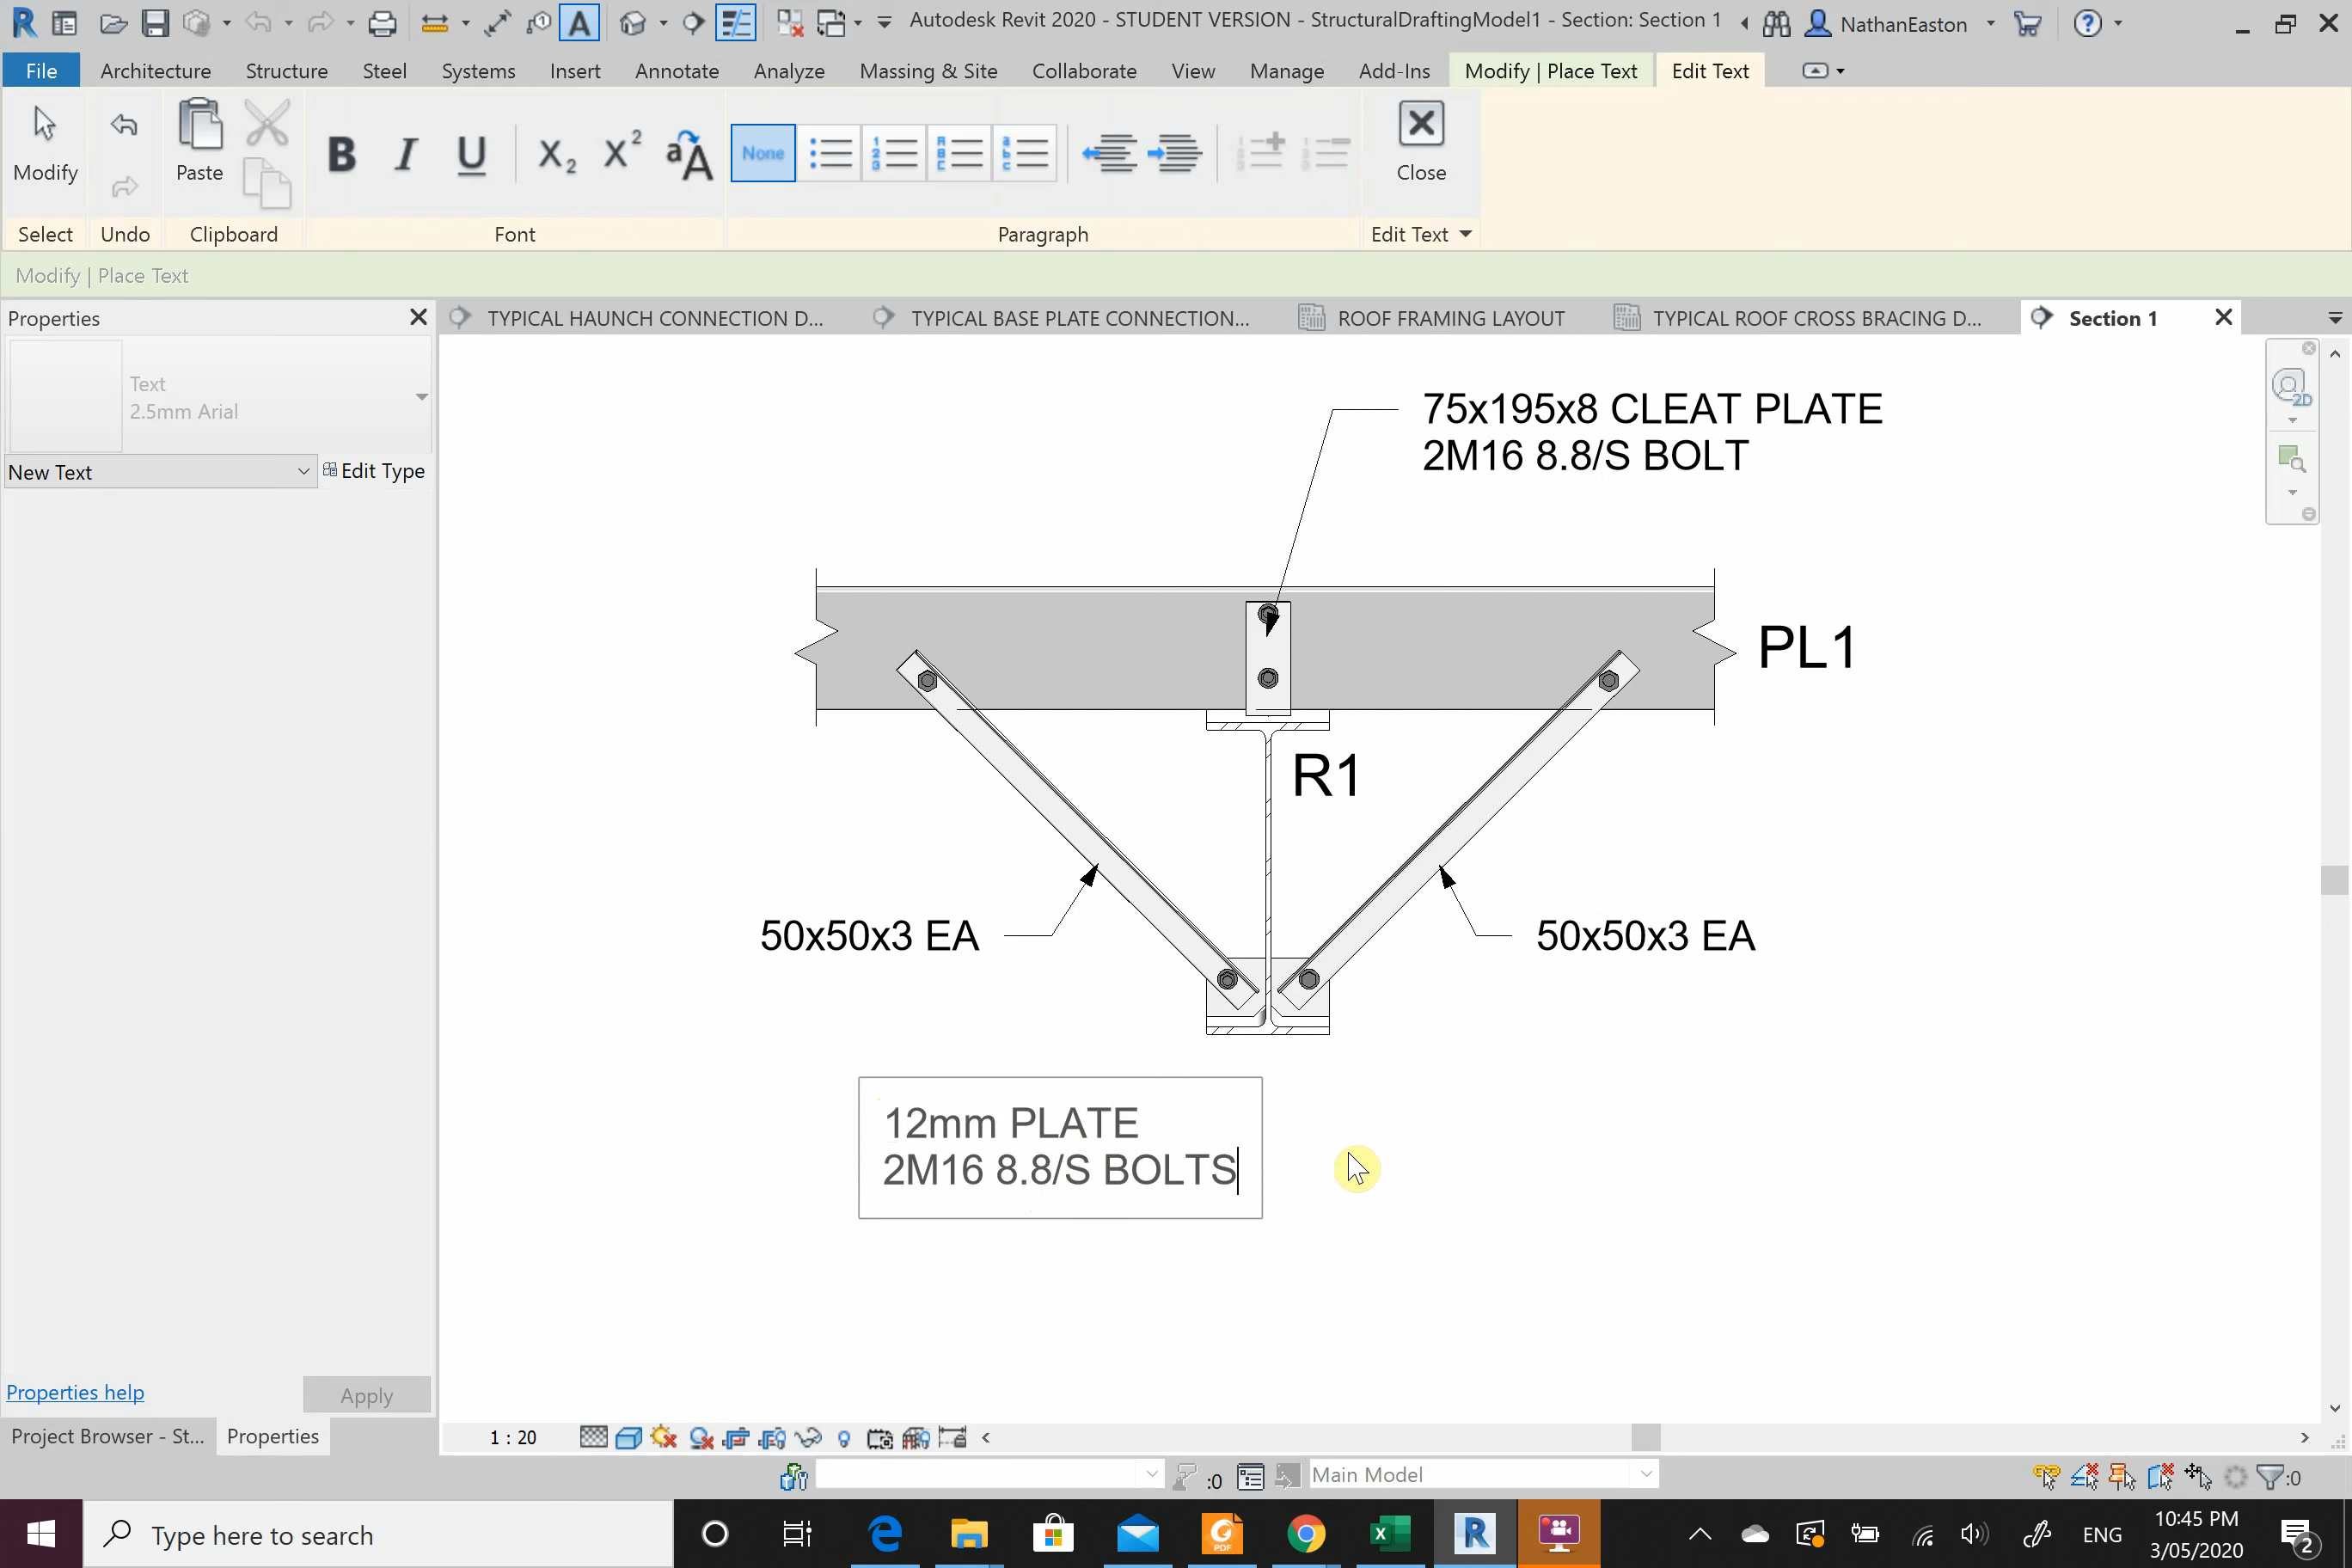 Autodesk Revit 2020 - STUDENT VERSION - StructuralDraftingModel1 - Section: Section 1
NathanEaston
File
Architecture
Structure
Steel
Systems
Insert
Annotate
Analyze
Massing & Site
Collaborate
View
Manage
Add-Ins
Modify | Place Text
Edit Text
Modify
Paste
None
Close
Select
Undo
Clipboard
Font
Paragraph
Edit Text
Modify | Place Text
Properties
TYPICAL HAUNCH CONNECTION D...
TYPICAL BASE PLATE CONNECTION...
ROOF FRAMING LAYOUT
TYPICAL ROOF CROSS BRACING D...
Section 1
Text
2.5mm Arial
New Text
Edit Type
2D
75x195x8 CLEAT PLATE
2M16 8.8/S BOLT
PL1
R1
50x50x3 EA
50x50x3 EA
12mm PLATE
2M16 8.8/S BOLTS
Properties help
Apply
Project Browser - St...
Properties
1 : 20
:0
Main Model
:0
Type here to search
PDF
ENG
10:45 PM
3/05/2020
2